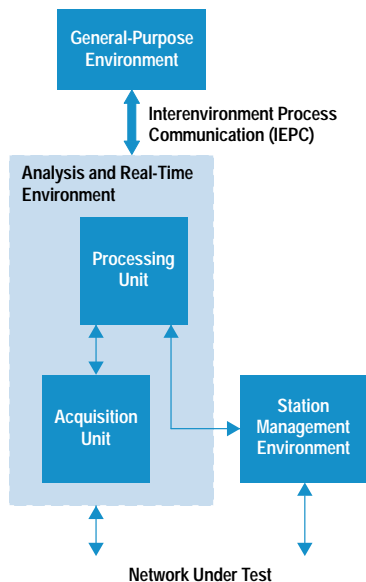 General-Purpose
Environment
Interenvironment Process
Communication (IEPC)
Analysis and Real-Time
Environment
Processing
Unit
Acquisition
Unit
Station
Management
Environment
Network Under Test